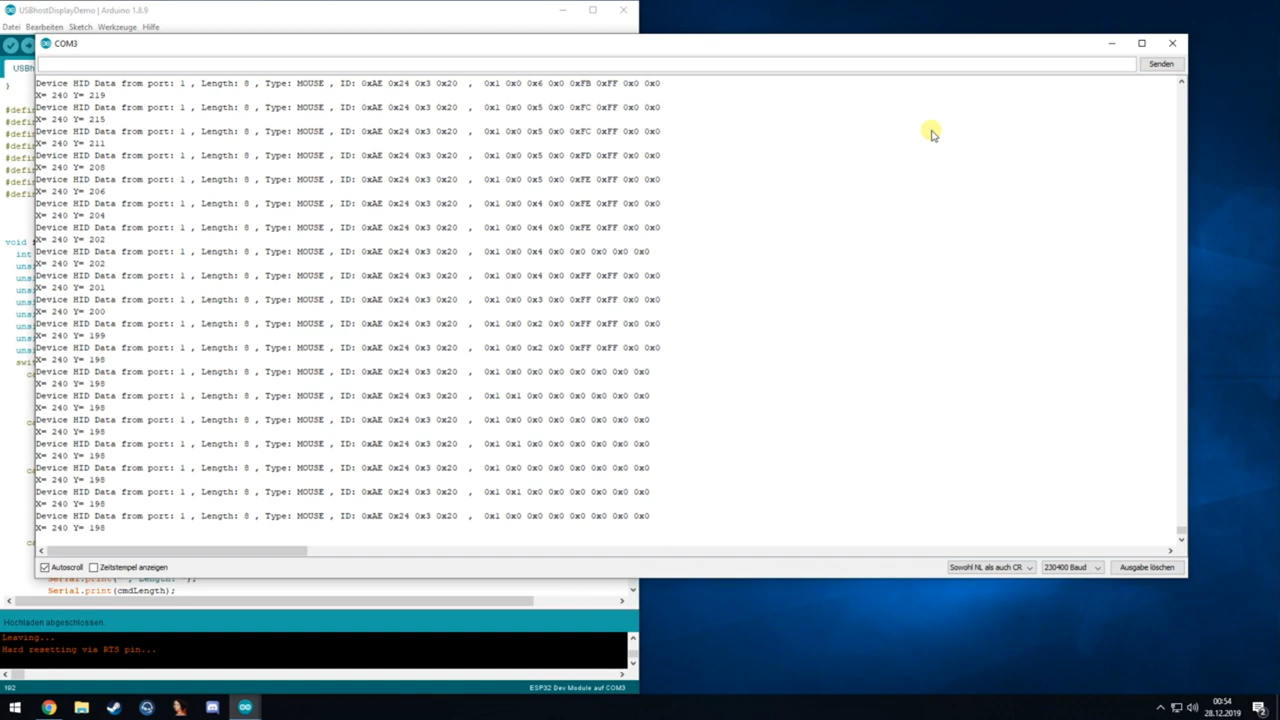 USBhostDisplayDemo | Arduino 1.8.9
Datei Bearbeiten Sketch Werkzeuge Hilfe
COM3
Senden
USBh
}
#defin
#defin
#defin
#defin
#defin
#defin
#defin
#defin
void
int
uns
uns
uns
uns
uns
uns
swi
Device HID Data from port: 1 , Length: 8 , Type: MOUSE , ID: 0xAE 0x24 0x3 0x20 , 0x1 0x0 0x6 0x0 0xFB 0xFF 0x0 0x0
X= 240 Y= 219
Device HID Data from port: 1 , Length: 8 , Type: MOUSE , ID: 0xAE 0x24 0x3 0x20 , 0x1 0x0 0x5 0x0 0xFC 0xFF 0x0 0x0
X= 240 Y= 215
Device HID Data from port: 1 , Length: 8 , Type: MOUSE , ID: 0xAE 0x24 0x3 0x20 , 0x1 0x0 0x5 0x0 0xFC 0xFF 0x0 0x0
X= 240 Y= 211
Device HID Data from port: 1 , Length: 8 , Type: MOUSE , ID: 0xAE 0x24 0x3 0x20 , 0x1 0x0 0x5 0x0 0xFD 0xFF 0x0 0x0
X= 240 Y= 208
Device HID Data from port: 1 , Length: 8 , Type: MOUSE , ID: 0xAE 0x24 0x3 0x20 , 0x1 0x0 0x5 0x0 0xFE 0xFF 0x0 0x0
X= 240 Y= 206
Device HID Data from port: 1 , Length: 8 , Type: MOUSE , ID: 0xAE 0x24 0x3 0x20 , 0x1 0x0 0x4 0x0 0xFE 0xFF 0x0 0x0
X= 240 Y= 204
Device HID Data from port: 1 , Length: 8 , Type: MOUSE , ID: 0xAE 0x24 0x3 0x20 , 0x1 0x0 0x4 0x0 0xFE 0xFF 0x0 0x0
X= 240 Y= 202
Device HID Data from port: 1 , Length: 8 , Type: MOUSE , ID: 0xAE 0x24 0x3 0x20 , 0x1 0x0 0x4 0x0 0x0 0x0 0x0 0x0
X= 240 Y= 202
Device HID Data from port: 1 , Length: 8 , Type: MOUSE , ID: 0xAE 0x24 0x3 0x20 , 0x1 0x0 0x4 0x0 0xFF 0xFF 0x0 0x0
X= 240 Y= 201
Device HID Data from port: 1 , Length: 8 , Type: MOUSE , ID: 0xAE 0x24 0x3 0x20 , 0x1 0x0 0x3 0x0 0xFF 0xFF 0x0 0x0
X= 240 Y= 200
Device HID Data from port: 1 , Length: 8 , Type: MOUSE , ID: 0xAE 0x24 0x3 0x20 , 0x1 0x0 0x2 0x0 0xFF 0xFF 0x0 0x0
X= 240 Y= 199
Device HID Data from port: 1 , Length: 8 , Type: MOUSE , ID: 0xAE 0x24 0x3 0x20 , 0x1 0x0 0x2 0x0 0xFF 0xFF 0x0 0x0
X= 240 Y= 198
Device HID Data from port: 1 , Length: 8 , Type: MOUSE , ID: 0xAE 0x24 0x3 0x20 , 0x1 0x0 0x0 0x0 0x0 0x0 0x0 0x0
X= 240 Y= 198
Device HID Data from port: 1 , Length: 8 , Type: MOUSE , ID: 0xAE 0x24 0x3 0x20 , 0x1 0x1 0x0 0x0 0x0 0x0 0x0 0x0
X= 240 Y= 198
Device HID Data from port: 1 , Length: 8 , Type: MOUSE , ID: 0xAE 0x24 0x3 0x20 , 0x1 0x0 0x0 0x0 0x0 0x0 0x0 0x0
X= 240 Y= 198
Device HID Data from port: 1 , Length: 8 , Type: MOUSE , ID: 0xAE 0x24 0x3 0x20 , 0x1 0x1 0x0 0x0 0x0 0x0 0x0 0x0
X= 240 Y= 198
Device HID Data from port: 1 , Length: 8 , Type: MOUSE , ID: 0xAE 0x24 0x3 0x20 , 0x1 0x0 0x0 0x0 0x0 0x0 0x0 0x0
X= 240 Y= 198
Device HID Data from port: 1 , Length: 8 , Type: MOUSE , ID: 0xAE 0x24 0x3 0x20 , 0x1 0x1 0x0 0x0 0x0 0x0 0x0 0x0
X= 240 Y= 198
Device HID Data from port: 1 , Length: 8 , Type: MOUSE , ID: 0xAE 0x24 0x3 0x20 , 0x1 0x0 0x0 0x0 0x0 0x0 0x0 0x0
X= 240 Y= 198
Autoscroll Zeitstempel anzeigen Sowohl NL als auch CR 230400 Baud Ausgabe löschen
Serial.print(cmdLength);
Hochladen abgeschlossen.
Leaving...
Hard resetting via RTS pin...
192 ESP32 Dev Module auf COM3
00:54
28.12.2019
2